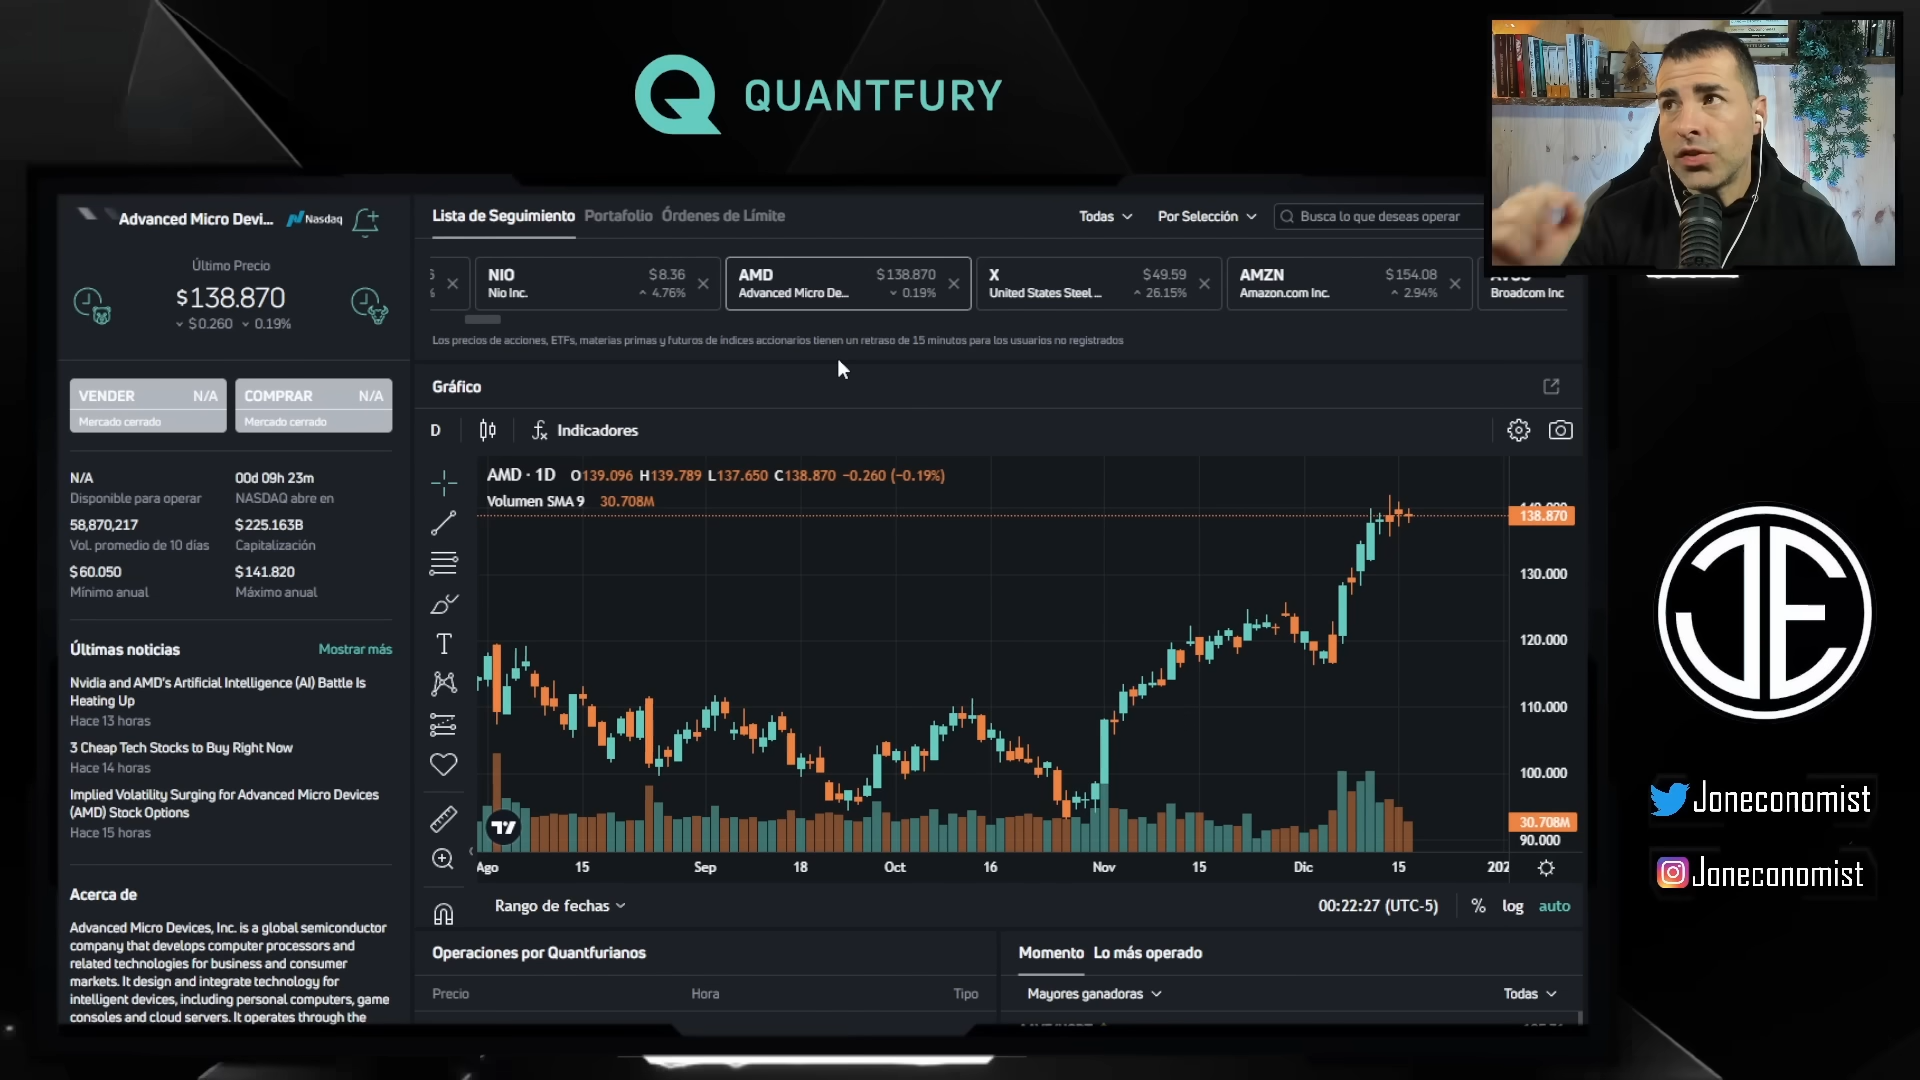 QUANTFURY
Advanced Micro Devi...
Nasdaq
Último Precio
$138.870
$0.260
0.19%
VENDER N/A
Mercado cerrado
COMPRAR N/A
Mercado cerrado
N/A
Disponible para operar
00d 09h 23m
NASDAQ abre en
58,870,217
Vol. promedio de 10 días
$225.163B
Capitalización
$60.050
Mínimo anual
$141.820
Máximo anual
Últimas noticias
Mostrar más
Nvidia and AMD's Artificial Intelligence (AI) Battle Is
Heating Up
Hace 13 horas
3 Cheap Tech Stocks to Buy Right Now
Hace 14 horas
Implied Volatility Surging for Advanced Micro Devices
(AMD) Stock Options
Hace 15 horas
Acerca de
Advanced Micro Devices, Inc. is a global semiconductor
company that develops computer processors and
related technologies for business and consumer
markets. It design and integrate technology for
intelligent devices, including personal computers, game
consoles and cloud servers. It operates through the
Lista de Seguimiento
Portafolio
Órdenes de Límite
Todas
Por Selección
Busca lo que deseas operar
NIO $8.36
Nio Inc. 4.76%
AMD $138.870
Advanced Micro De... 0.19%
X $49.59
United States Steel ... 26.15%
AMZN $154.08
Amazon.com Inc. 2.94%
Broadcom Inc
Los precios de acciones, ETFs, materias primas y futuros de índices accionarios tienen un retraso de 15 minutos para los usuarios no registrados
Gráfico
D
Indicadores
AMD · 1D O139.096 H139.789 L137.650 C138.870 −0.260 (−0.19%)
Volumen SMA 9 30.708M
138.870
130.000
120.000
110.000
100.000
30.708M
90.000
Ago 15 Sep 18 Oct 16 Nov 15 Dic 15 202
Rango de fechas
00:22:27 (UTC-5)
%
log
auto
Operaciones por Quantfurianos
Precio Hora Tipo
Momento
Lo más operado
Mayores ganadoras
Todas
JE
Joneconomist
Joneconomist